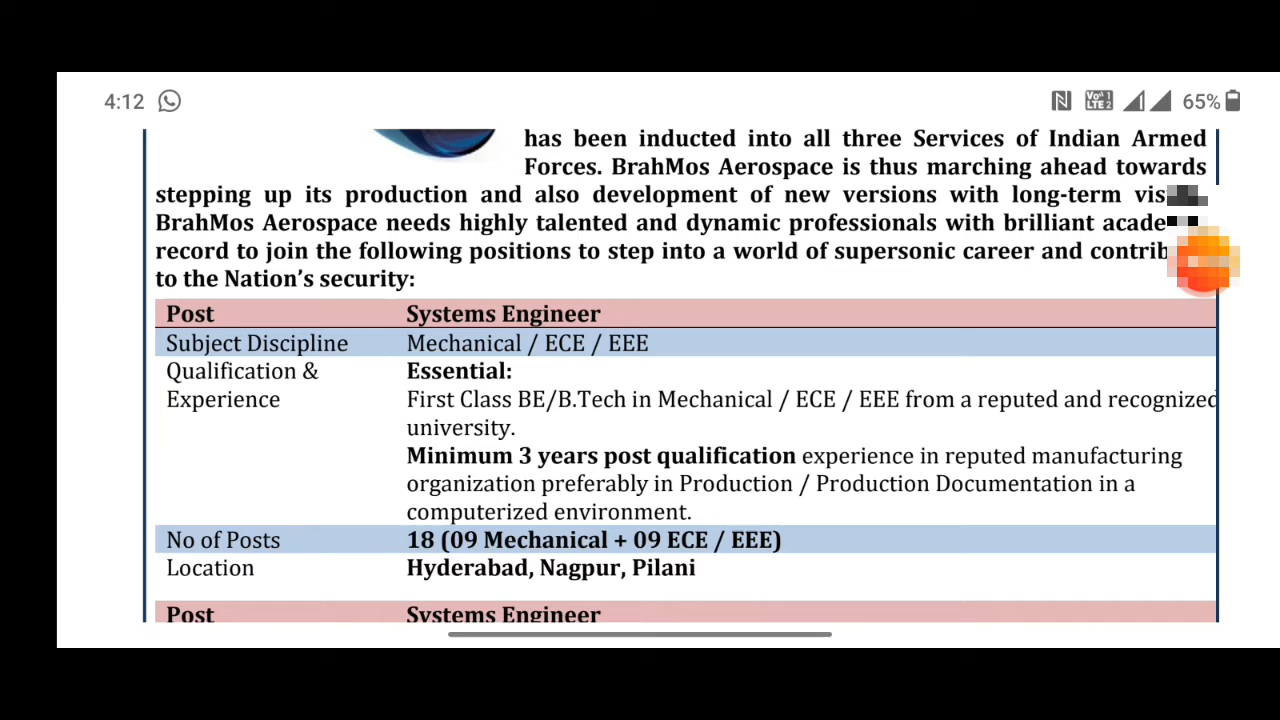 4:12
Vo 1
LTE 2
65%
has been inducted into all three Services of Indian Armed
Forces. BrahMos Aerospace is thus marching ahead towards
stepping up its production and also development of new versions with long-term vis
BrahMos Aerospace needs highly talented and dynamic professionals with brilliant acade
record to join the following positions to step into a world of supersonic career and contrib
to the Nation's security:
Post Systems Engineer
Subject Discipline Mechanical / ECE / EEE
Qualification & Essential:
Experience First Class BE/B.Tech in Mechanical / ECE / EEE from a reputed and recognized
university.
Minimum 3 years post qualification experience in reputed manufacturing
organization preferably in Production / Production Documentation in a
computerized environment.
No of Posts 18 (09 Mechanical + 09 ECE / EEE)
Location Hyderabad, Nagpur, Pilani
Post Systems Engineer